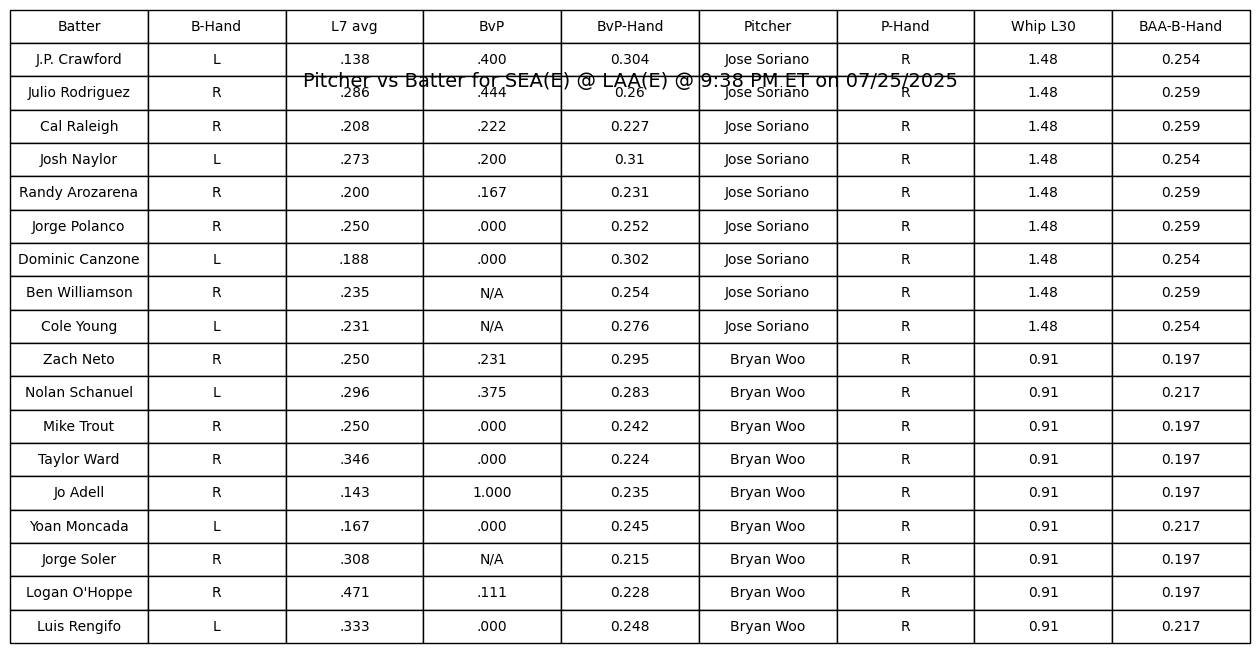 Batter B-Hand L7 avg BvP BvP-Hand Pitcher P-Hand Whip L30 BAA-B-Hand
J.P. Crawford L .138 .400 0.304 Jose Soriano R 1.48 0.254
Pitcher vs Batter for SEA(E) @ LAA(E) @ 9:38 PM ET on 07/25/2025
Julio Rodriguez R .286 .444 0.26 Jose Soriano R 1.48 0.259
Cal Raleigh R .208 .222 0.227 Jose Soriano R 1.48 0.259
Josh Naylor L .273 .200 0.31 Jose Soriano R 1.48 0.254
Randy Arozarena R .200 .167 0.231 Jose Soriano R 1.48 0.259
Jorge Polanco R .250 .000 0.252 Jose Soriano R 1.48 0.259
Dominic Canzone L .188 .000 0.302 Jose Soriano R 1.48 0.254
Ben Williamson R .235 N/A 0.254 Jose Soriano R 1.48 0.259
Cole Young L .231 N/A 0.276 Jose Soriano R 1.48 0.254
Zach Neto R .250 .231 0.295 Bryan Woo R 0.91 0.197
Nolan Schanuel L .296 .375 0.283 Bryan Woo R 0.91 0.217
Mike Trout R .250 .000 0.242 Bryan Woo R 0.91 0.197
Taylor Ward R .346 .000 0.224 Bryan Woo R 0.91 0.197
Jo Adell R .143 1.000 0.235 Bryan Woo R 0.91 0.197
Yoan Moncada L .167 .000 0.245 Bryan Woo R 0.91 0.217
Jorge Soler R .308 N/A 0.215 Bryan Woo R 0.91 0.197
Logan O'Hoppe R .471 .111 0.228 Bryan Woo R 0.91 0.197
Luis Rengifo L .333 .000 0.248 Bryan Woo R 0.91 0.217